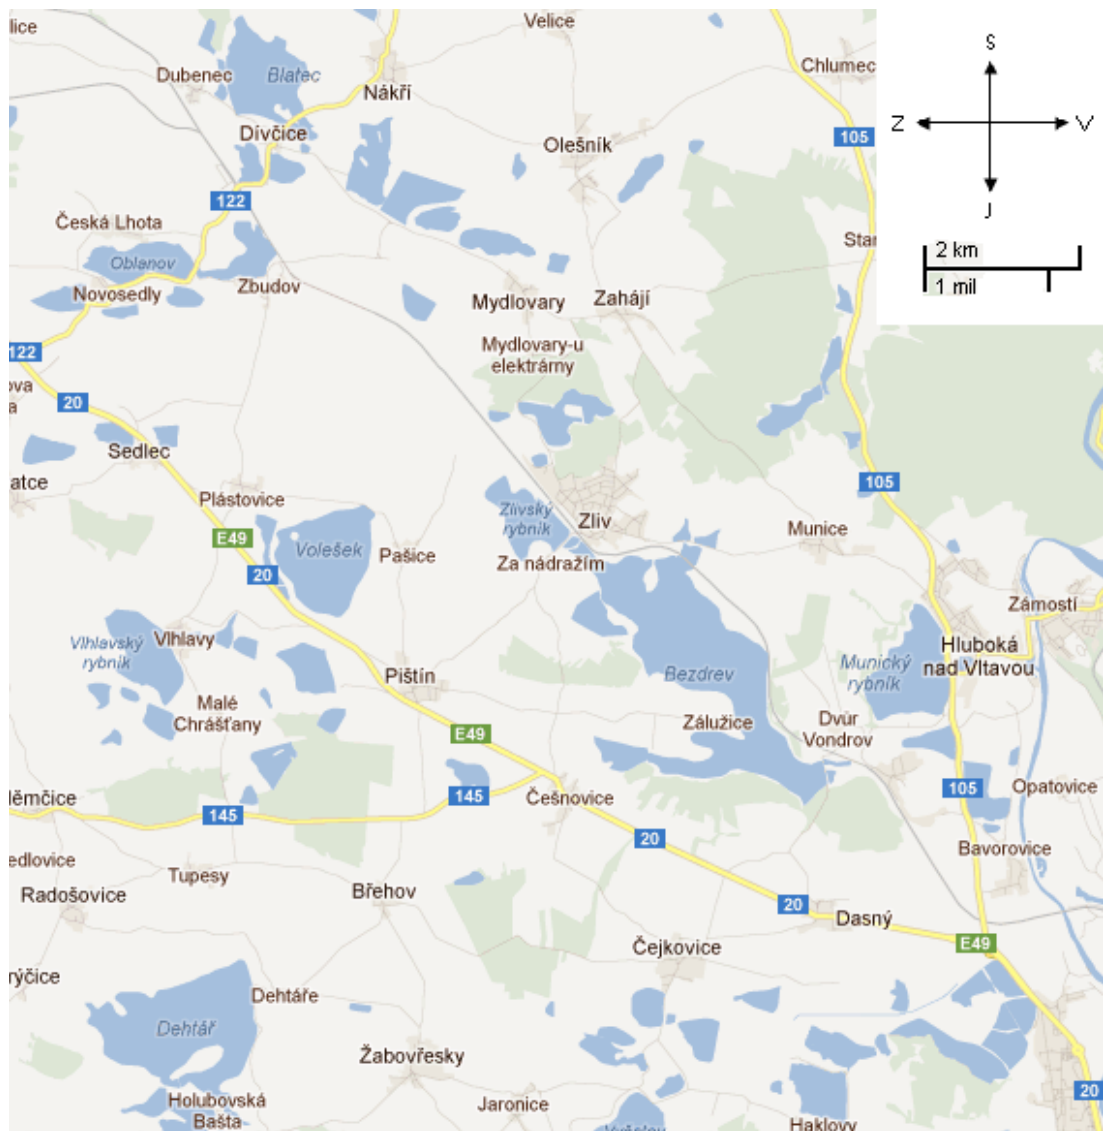 lice
Velice
S
Dubenec
Blatec
Chlumec
Nákří
Z
V
Dívčice
Olešník
105
122
J
Česká Lhota
Star
2 km
Oblanov
1 mil
Novosedly
Zbudov
Mydlovary
Zahájí
122
Mydlovary-u
elektrárny
ova
a
20
Sedlec
atce
105
Plástovice
Zlivský
rybník
Zliv
Munice
E49
Volešek
Pašice
Za nádražím
20
Zámostí
Vlhlavský
rybník
Vlhlavy
Hluboká
nad Vltavou
Pištín
Bezdrev
Munický
rybník
Malé
Chrášťany
Zálužice
Dvůr
Vondrov
E49
145
145
Češnovice
105
Opatovice
lěmčice
20
Bavorovice
edlovice
Tupesy
Radošovice
Břehov
20
Dasný
Čejkovice
E49
rýčice
Dehtáře
Dehtář
Žabovřesky
20
Holubovská
Bašta
Jaronice
Haklovy